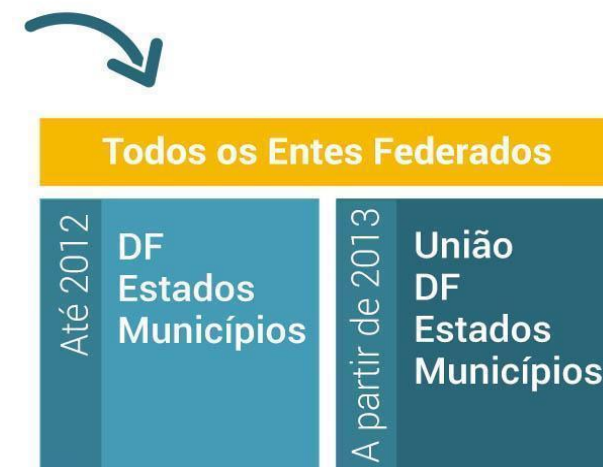 Todos os Entes Federados
Até 2012
DF
Estados
Municípios
A partir de 2013
União
DF
Estados
Municípios